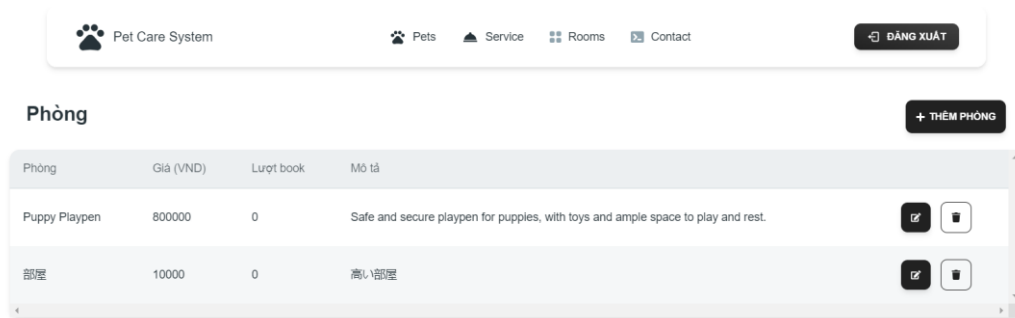 Pet Care System Pets Service Rooms Contact ĐĂNG XUẤT
Phòng + THÊM PHÒNG
Phòng Giá (VND) Lượt book Mô tả
Puppy Playpen 800000 0 Safe and secure playpen for puppies, with toys and ample space to play and rest.
部屋 10000 0 高い部屋